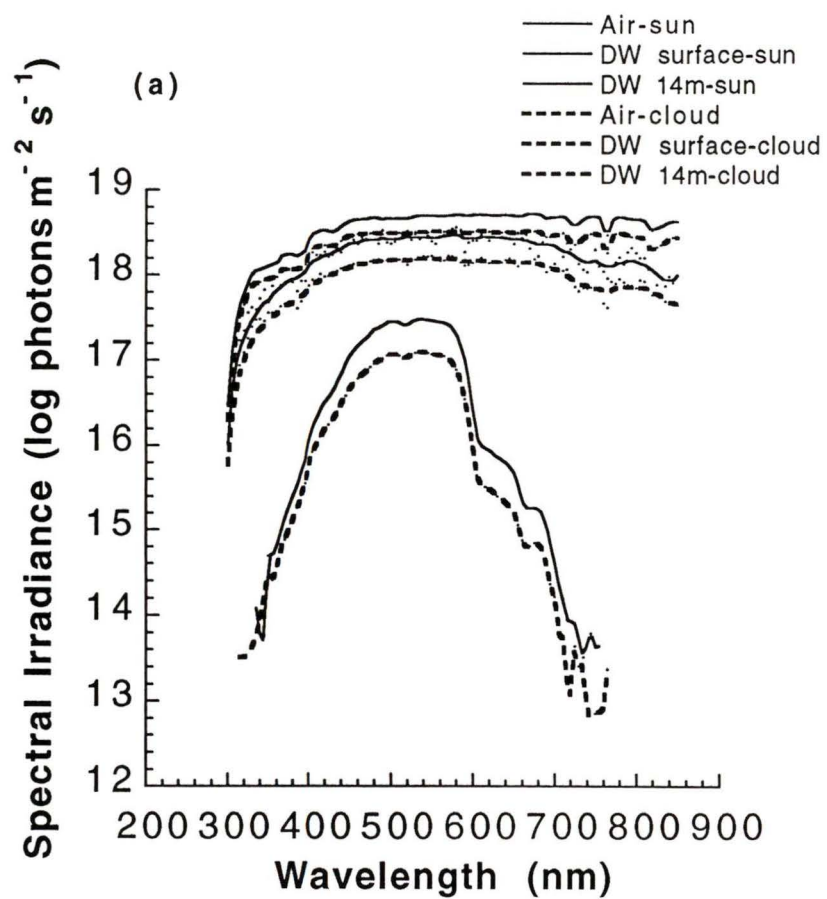 Air-sun
DW surface-sun
(a)
DW 14m-sun
Air-cloud
DW surface-cloud
DW 14m-cloud
Spectral Irradiance (log photons m⁻² s⁻¹)
19
18
17
16
15
14
13
12
200 300 400 500 600 700 800 900
Wavelength (nm)